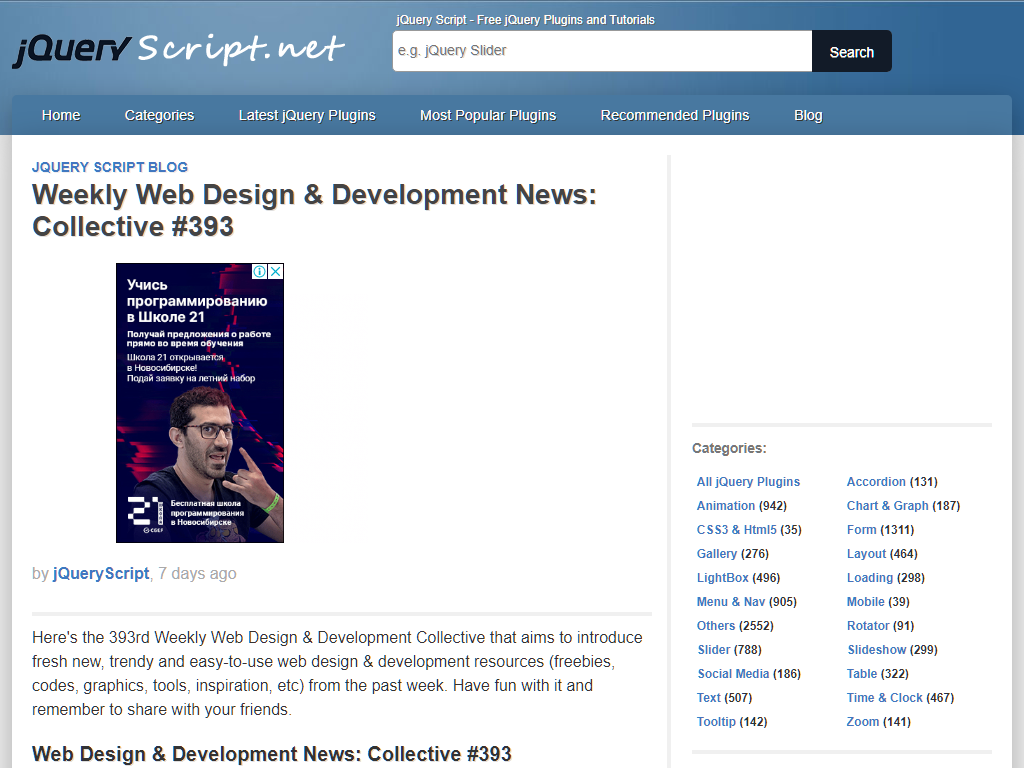 jQuery Script.net
jQuery Script - Free jQuery Plugins and Tutorials
e.g. jQuery Slider
Search
Home
Categories
Latest jQuery Plugins
Most Popular Plugins
Recommended Plugins
Blog
JQUERY SCRIPT BLOG
Weekly Web Design & Development News:
Collective #393
Учись
программированию
в Школе 21
Получай предложения о работе
прямо во время обучения
Школа 21 открывается
в Новосибирске!
Подай заявку на летний набор
21
Бесплатная школа
программирования
в Новосибирске
by jQueryScript, 7 days ago
Here's the 393rd Weekly Web Design & Development Collective that aims to introduce
fresh new, trendy and easy-to-use web design & development resources (freebies,
codes, graphics, tools, inspiration, etc) from the past week. Have fun with it and
remember to share with your friends.
Web Design & Development News: Collective #393
Categories:
All jQuery Plugins
Accordion (131)
Animation (942)
Chart & Graph (187)
CSS3 & Html5 (35)
Form (1311)
Gallery (276)
Layout (464)
LightBox (496)
Loading (298)
Menu & Nav (905)
Mobile (39)
Others (2552)
Rotator (91)
Slider (788)
Slideshow (299)
Social Media (186)
Table (322)
Text (507)
Time & Clock (467)
Tooltip (142)
Zoom (141)